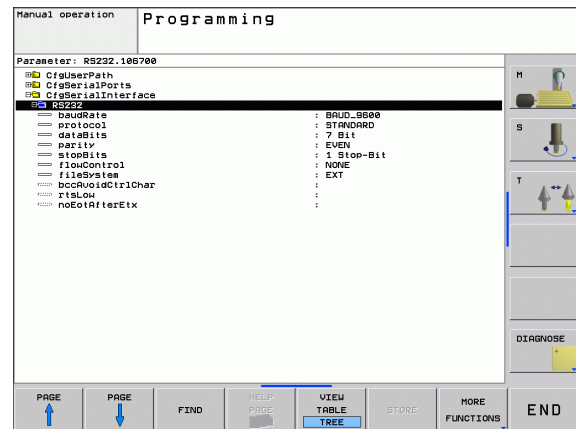 Manual operation
Programming
Parameter: RS232.106700
CfgUserPath
CfgSerialPorts
CfgSerialInterface
RS232
baudRate : BAUD_9600
protocol : STANDARD
dataBits : 7 Bit
parity : EVEN
stopBits : 1 Stop-Bit
flowControl : NONE
fileSystem : EXT
bccAvoidCtrlChar :
rtsLow :
noEotAfterEtx :
M
S
T
DIAGNOSE
PAGE
PAGE
FIND
HELP
PAGE
VIEW
TABLE
TREE
STORE
MORE
FUNCTIONS
END